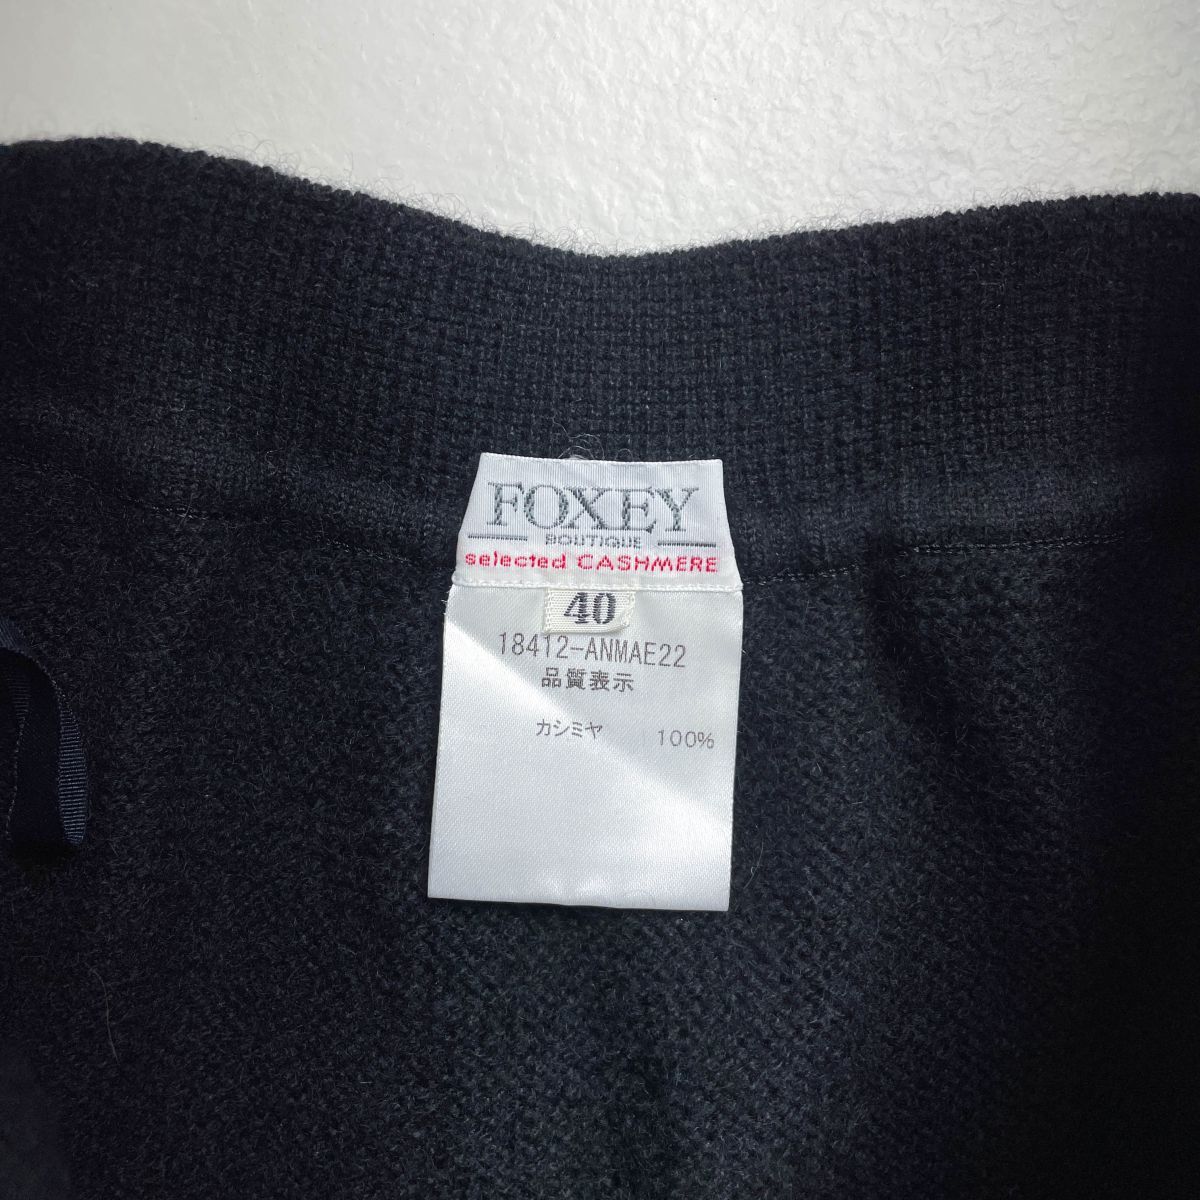 FOXEY
BOUTIQUE
selected CASHMERE
40
18412-ANMAE22
品質表示
カシミヤ 100%